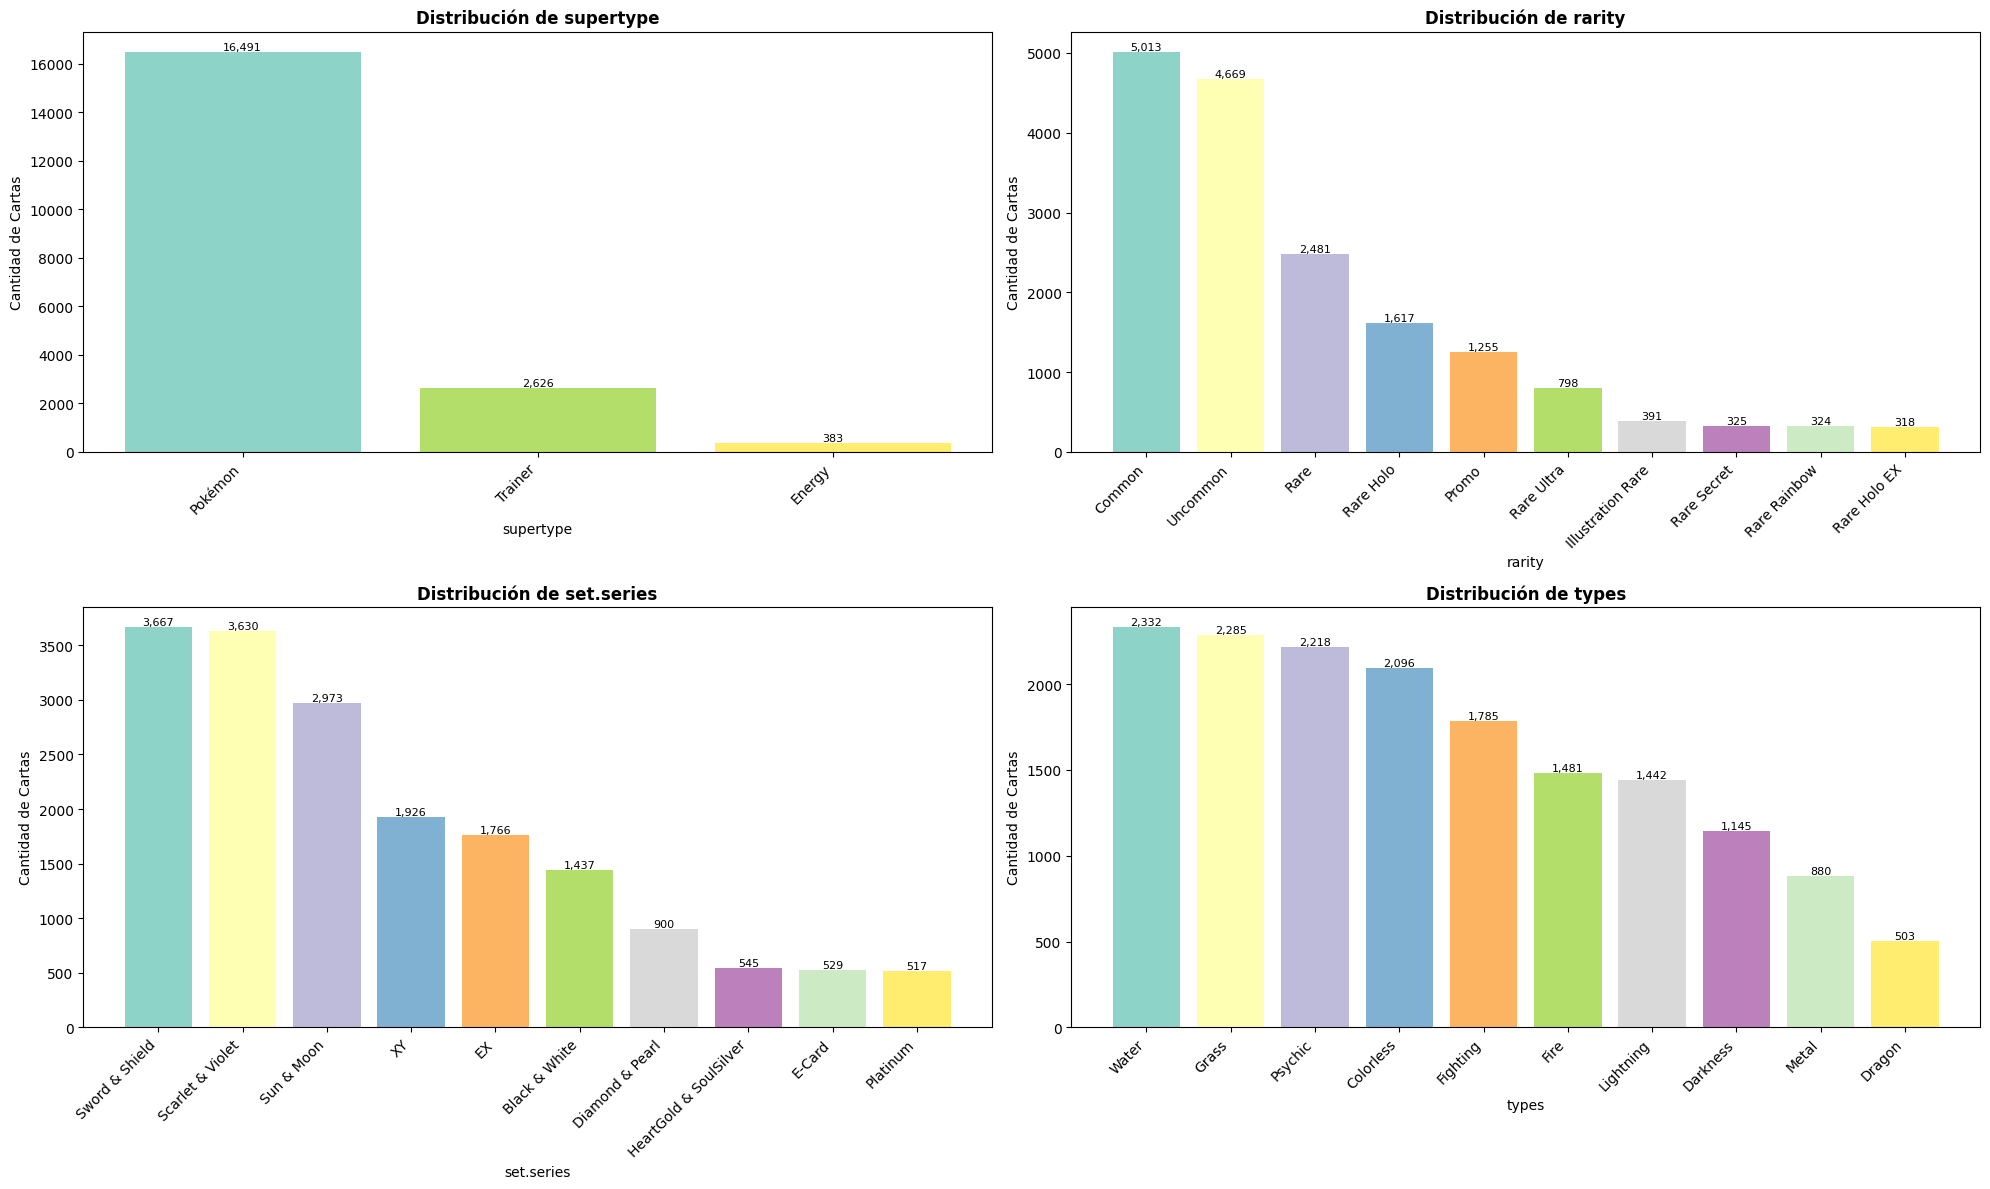 Distribución de supertype
Cantidad de Cartas
16000
14000
12000
10000
8000
6000
4000
2000
0
16,491
2,626
383
Pokémon
Trainer
Energy
supertype
Distribución de rarity
Cantidad de Cartas
5000
4000
3000
2000
1000
0
5,013
4,669
2,481
1,617
1,255
798
391
325
324
318
Common
Uncommon
Rare
Rare Holo
Promo
Rare Ultra
Illustration Rare
Rare Secret
Rare Rainbow
Rare Holo EX
rarity
Distribución de set.series
Cantidad de Cartas
3500
3000
2500
2000
1500
1000
500
0
3,667
3,630
2,973
1,926
1,766
1,437
900
545
529
517
Sword & Shield
Scarlet & Violet
Sun & Moon
XY
EX
Black & White
Diamond & Pearl
HeartGold & SoulSilver
E-Card
Platinum
set.series
Distribución de types
Cantidad de Cartas
2000
1500
1000
500
0
2,332
2,285
2,218
2,096
1,785
1,481
1,442
1,145
880
503
Water
Grass
Psychic
Colorless
Fighting
Fire
Lightning
Darkness
Metal
Dragon
types